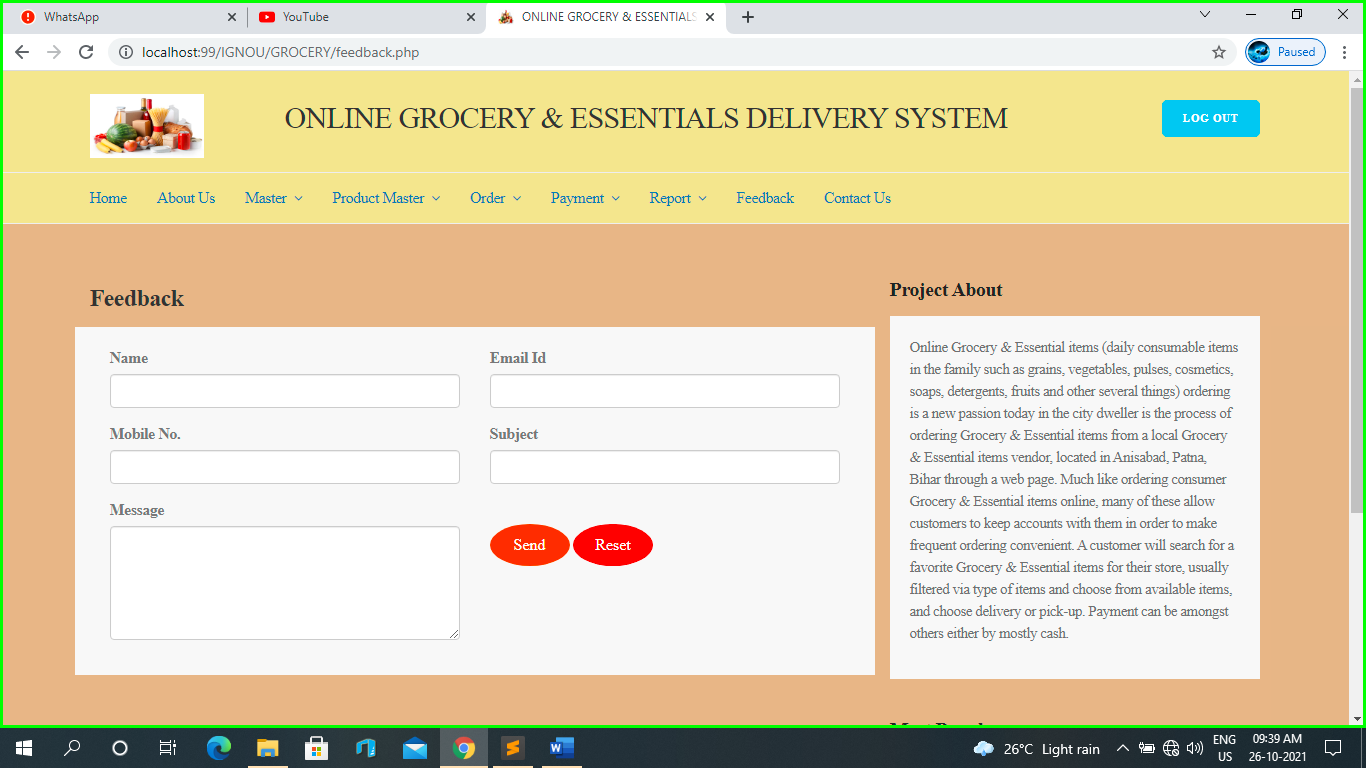 WhatsApp
YouTube
ONLINE GROCERY & ESSENTIALS
localhost:99/IGNOU/GROCERY/feedback.php
Paused
ONLINE GROCERY & ESSENTIALS DELIVERY SYSTEM
LOG OUT
Home
About Us
Master
Product Master
Order
Payment
Report
Feedback
Contact Us
Feedback
Name
Email Id
Mobile No.
Subject
Message
Send
Reset
Project About
Online Grocery & Essential items (daily consumable items
in the family such as grains, vegetables, pulses, cosmetics,
soaps, detergents, fruits and other several things) ordering
is a new passion today in the city dweller is the process of
ordering Grocery & Essential items from a local Grocery
& Essential items vendor, located in Anisabad, Patna,
Bihar through a web page. Much like ordering consumer
Grocery & Essential items online, many of these allow
customers to keep accounts with them in order to make
frequent ordering convenient. A customer will search for a
favorite Grocery & Essential items for their store, usually
filtered via type of items and choose from available items,
and choose delivery or pick-up. Payment can be amongst
others either by mostly cash.
26°C Light rain
ENG
US
09:39 AM
26-10-2021